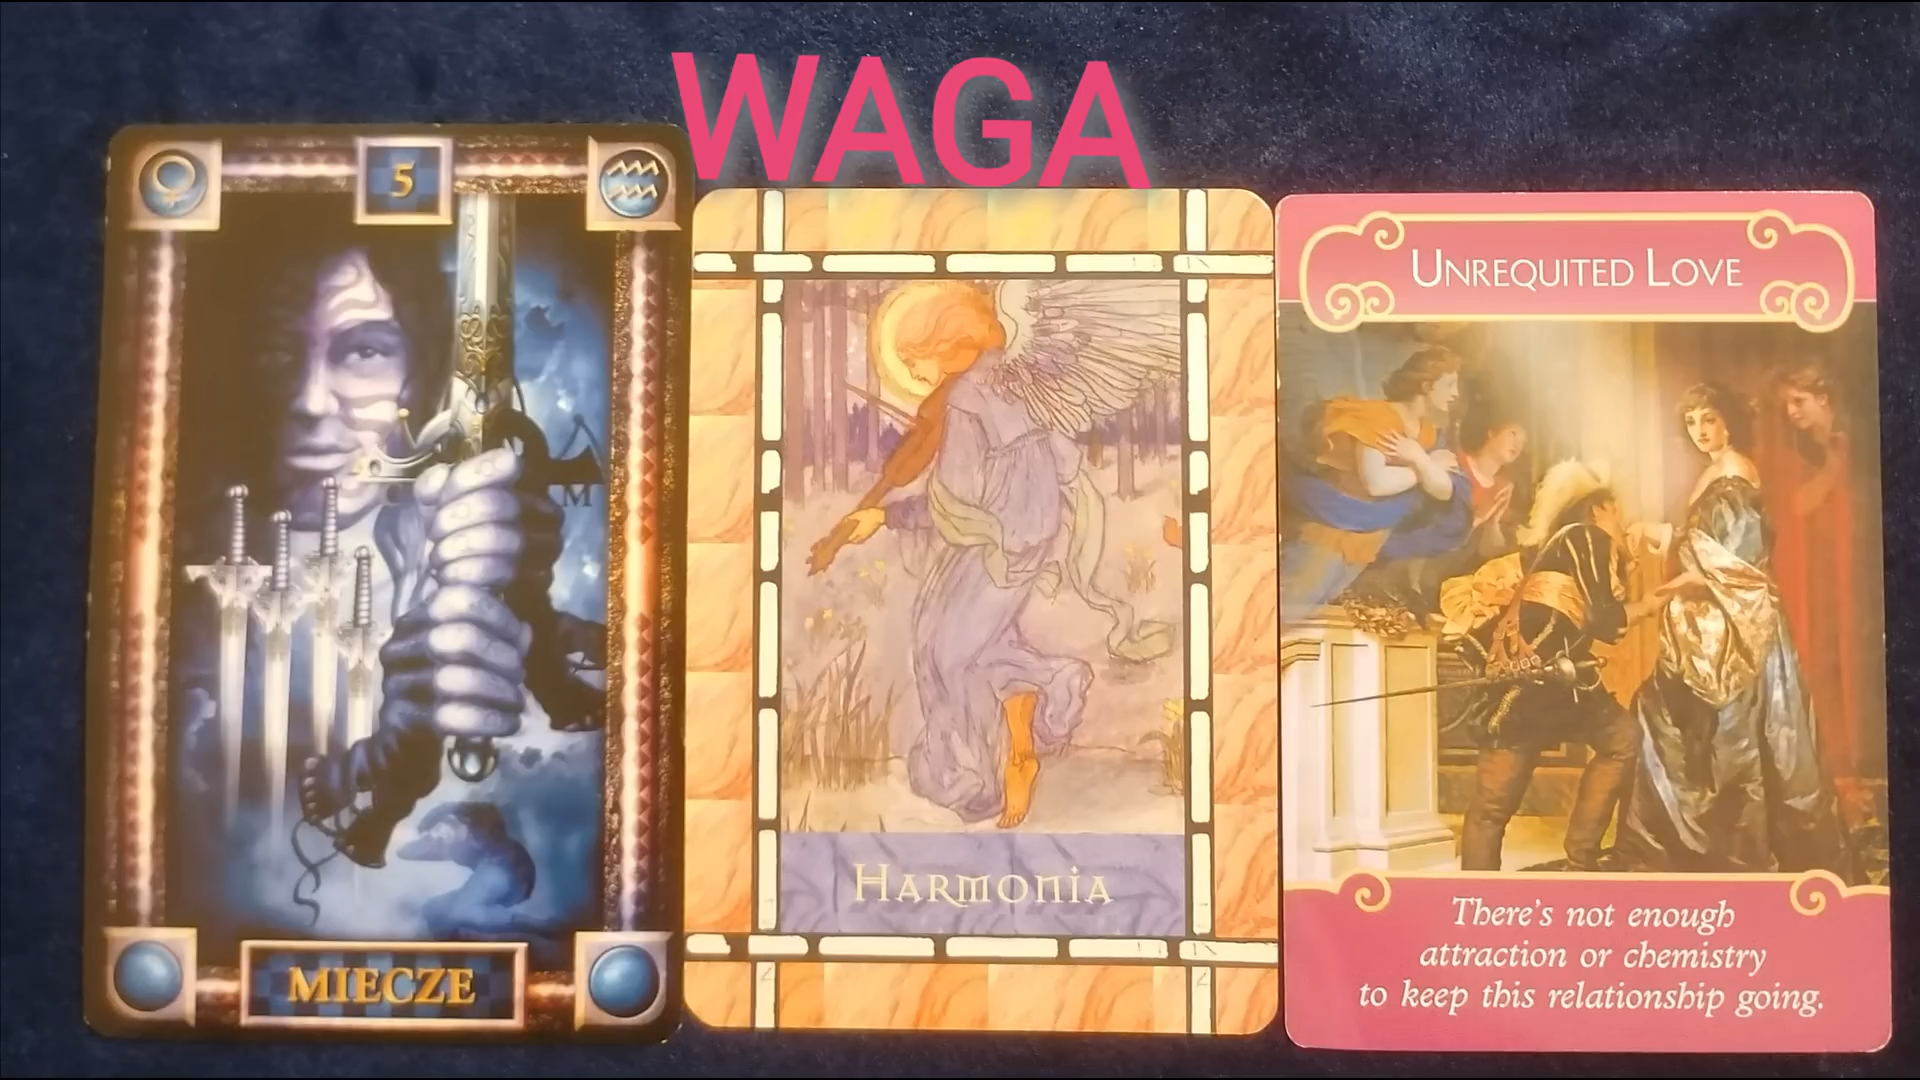 WAGA
5
M
MIECZE
HARMONIA
UNREQUITED LOVE
There's not enough
attraction or chemistry
to keep this relationship going.